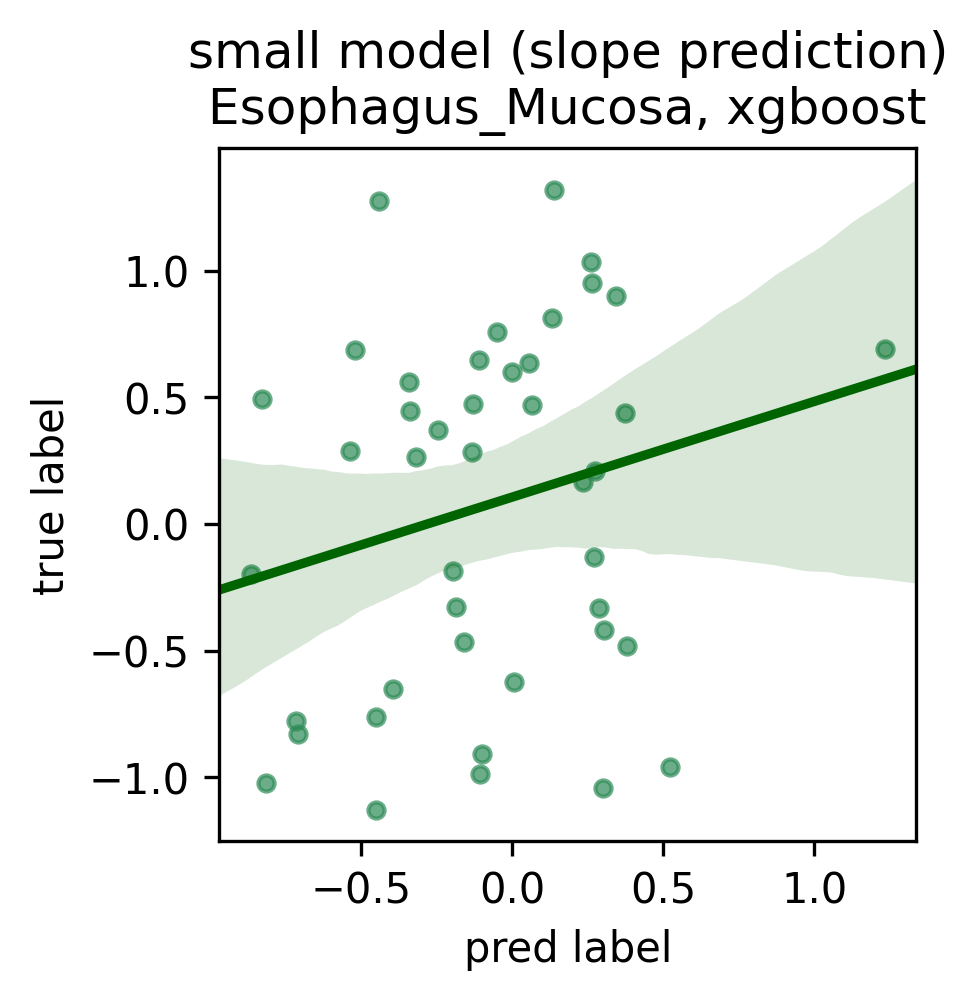 small model (slope prediction)
Esophagus_Mucosa, xgboost
1.0
0.5
0.0
−0.5
−1.0
true label
−0.5 0.0 0.5 1.0
pred label